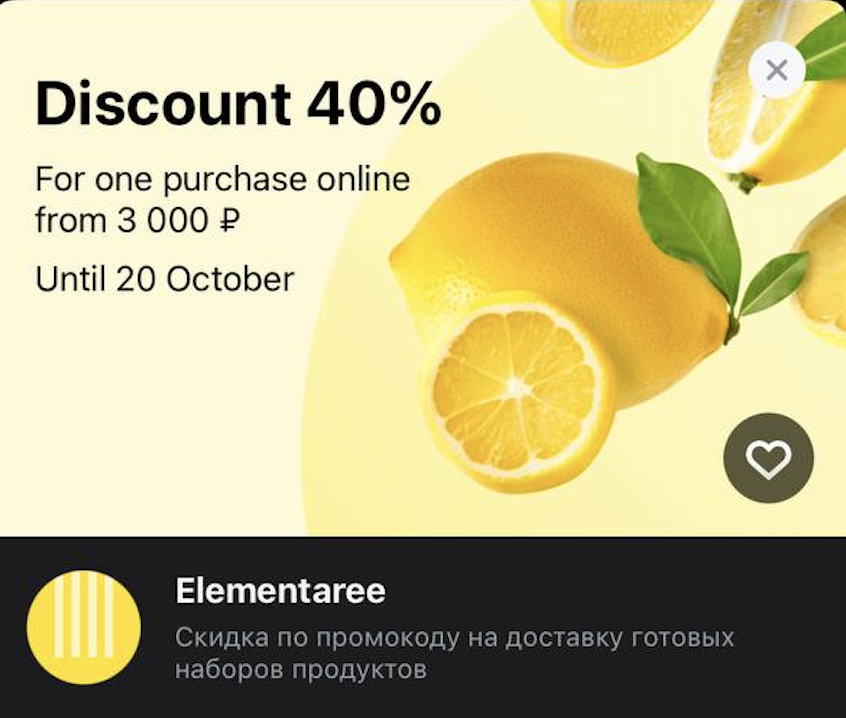 Discount 40%
For one purchase online
from 3 000 ₽
Until 20 October
Elementaree
Скидка по промокоду на доставку готовых
наборов продуктов